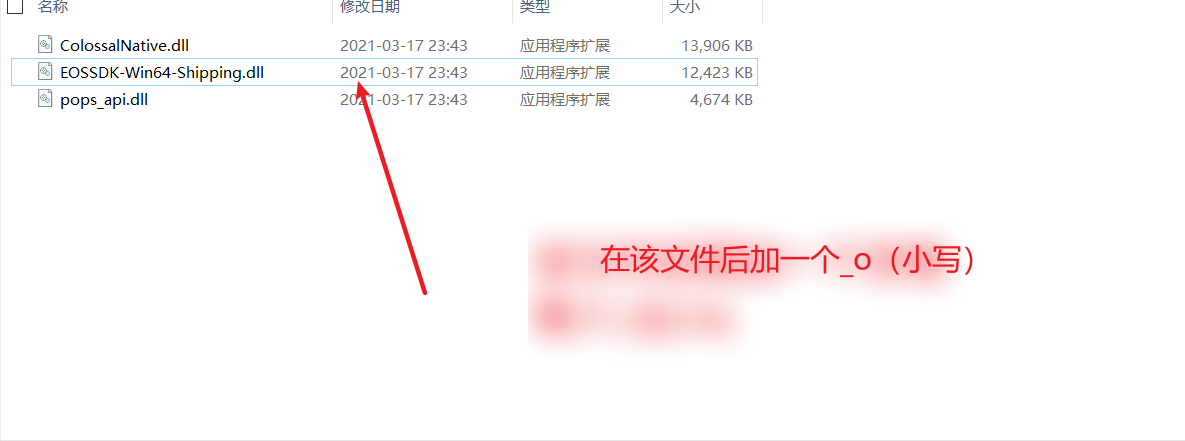 名称 修改日期 类型 大小
ColossalNative.dll 2021-03-17 23:43 应用程序扩展 13,906 KB
EOSSDK-Win64-Shipping.dll 2021-03-17 23:43 应用程序扩展 12,423 KB
pops_api.dll 2021-03-17 23:43 应用程序扩展 4,674 KB
在该文件后加一个_o（小写）